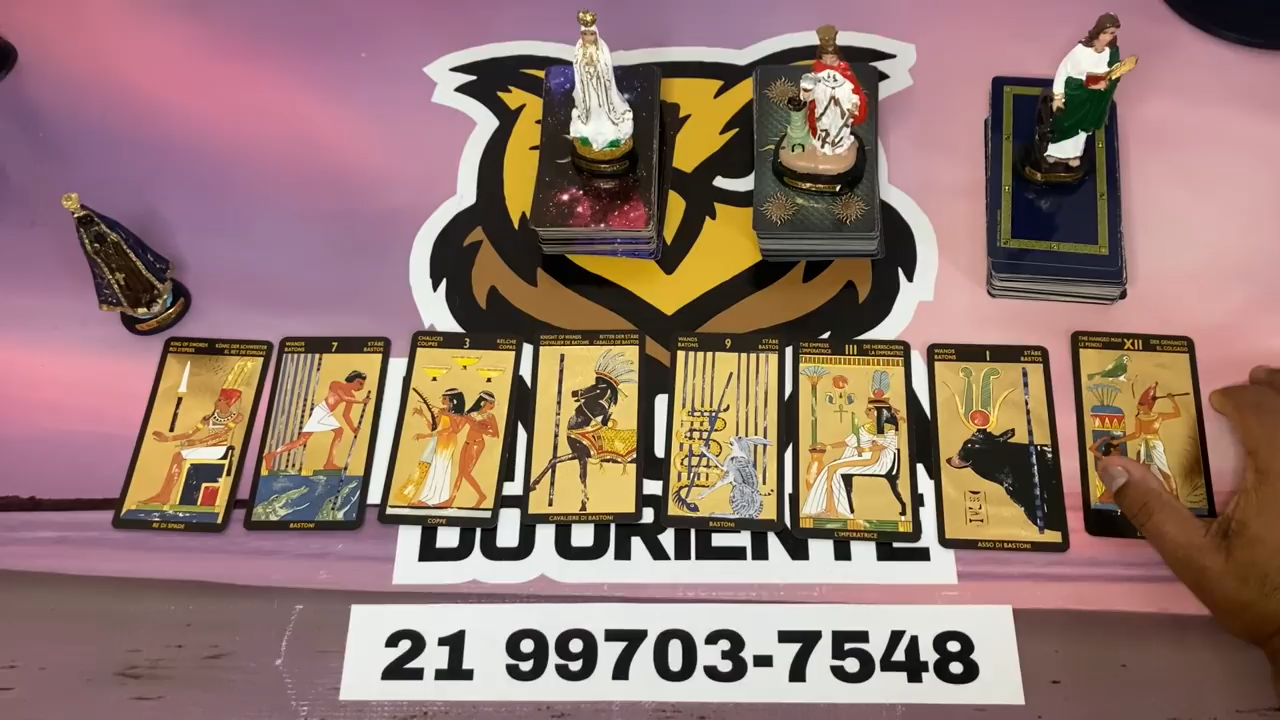 KING OF SWORDS KÖNIG DER SCHWERTER
ROI D'EPEES EL REY DE ESPADAS
RE DI SPADE
WANDS 7 STÄBE
BATONS BASTOS
BASTONI
CHALICES 3 KELCHE
COUPES COPAS
COPPE
KNIGHT OF WANDS RITTER DER STÄBE
CHEVALIER DE BATONS CABALLO DE BASTOS
CAVALIERE DI BASTONI
WANDS 9 STÄBE
BATONS BASTOS
BASTONI
THE EMPRESS III DIE HERRSCHERIN
L'IMPERATRICE LA EMPERATRIZ
L'IMPERATRICE
WANDS I STÄBE
BATONS BASTOS
ASSO DI BASTONI
THE HANGED MAN XII DER GEHÄNGTE
LE PENDU EL COLGADO
DO ORIENTE
21 99703-7548